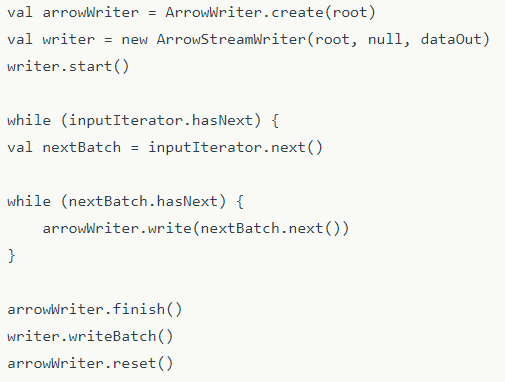 val arrowWriter = ArrowWriter.create(root)
val writer = new ArrowStreamWriter(root, null, dataOut)
writer.start()

while (inputIterator.hasNext) {
val nextBatch = inputIterator.next()

while (nextBatch.hasNext) {
    arrowWriter.write(nextBatch.next())
}

arrowWriter.finish()
writer.writeBatch()
arrowWriter.reset()